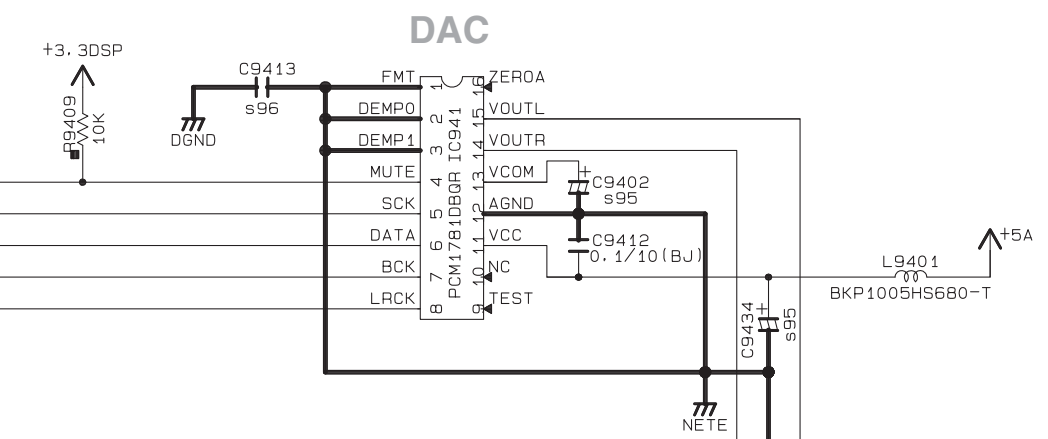 DAC
+3.3DSP
R9409
10K
C9413
s96
DGND
FMT
DEMP0
DEMP1
MUTE
SCK
DATA
BCK
LRCK
1
2
3
4
5
6
7
8
PCM1781DBQR IC941
16
15
14
13
12
11
10
9
ZEROA
VOUTL
VOUTR
VCOM
AGND
VCC
NC
TEST
+
C9402
s95
C9412
0.1/10(BJ)
+5A
L9401
BKP1005HS680-T
C9434
+
s95
NETE